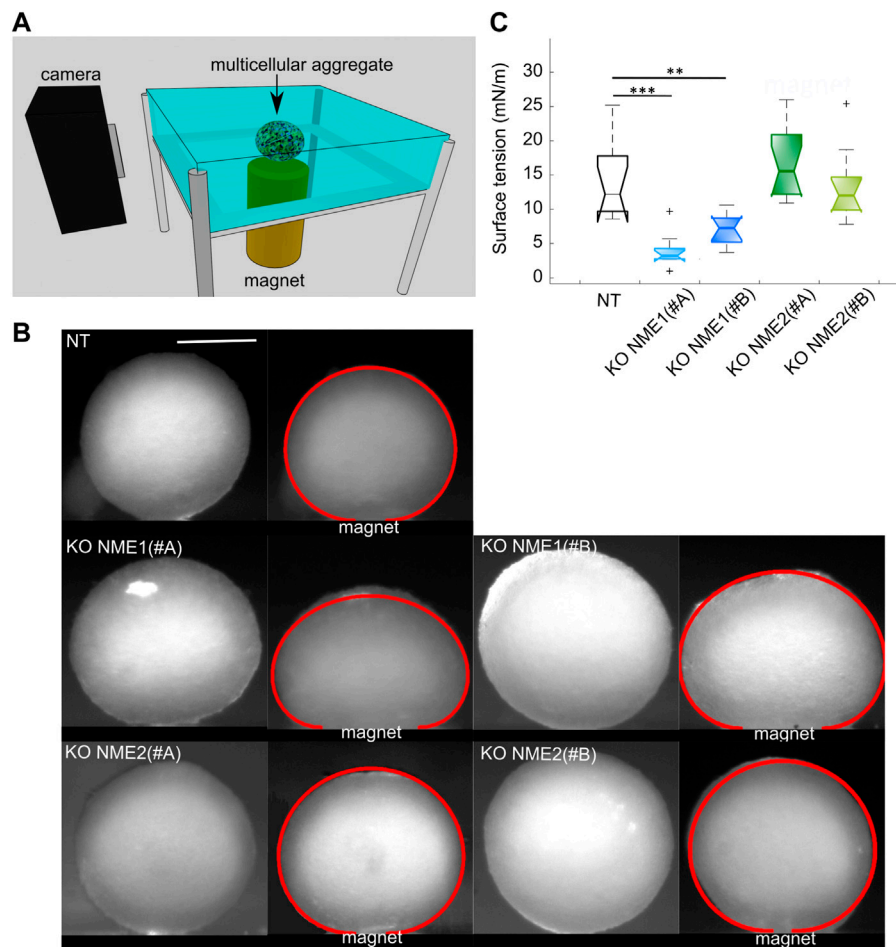 A
camera
multicellular aggregate
magnet
C
Surface tension (mN/m)
30
25
20
15
10
5
0
magnet
**
***
+
+
+
NT
KO NME1(#A)
KO NME1(#B)
KO NME2(#A)
KO NME2(#B)
B
NT
magnet
KO NME1(#A)
magnet
KO NME1(#B)
magnet
KO NME2(#A)
magnet
KO NME2(#B)
magnet